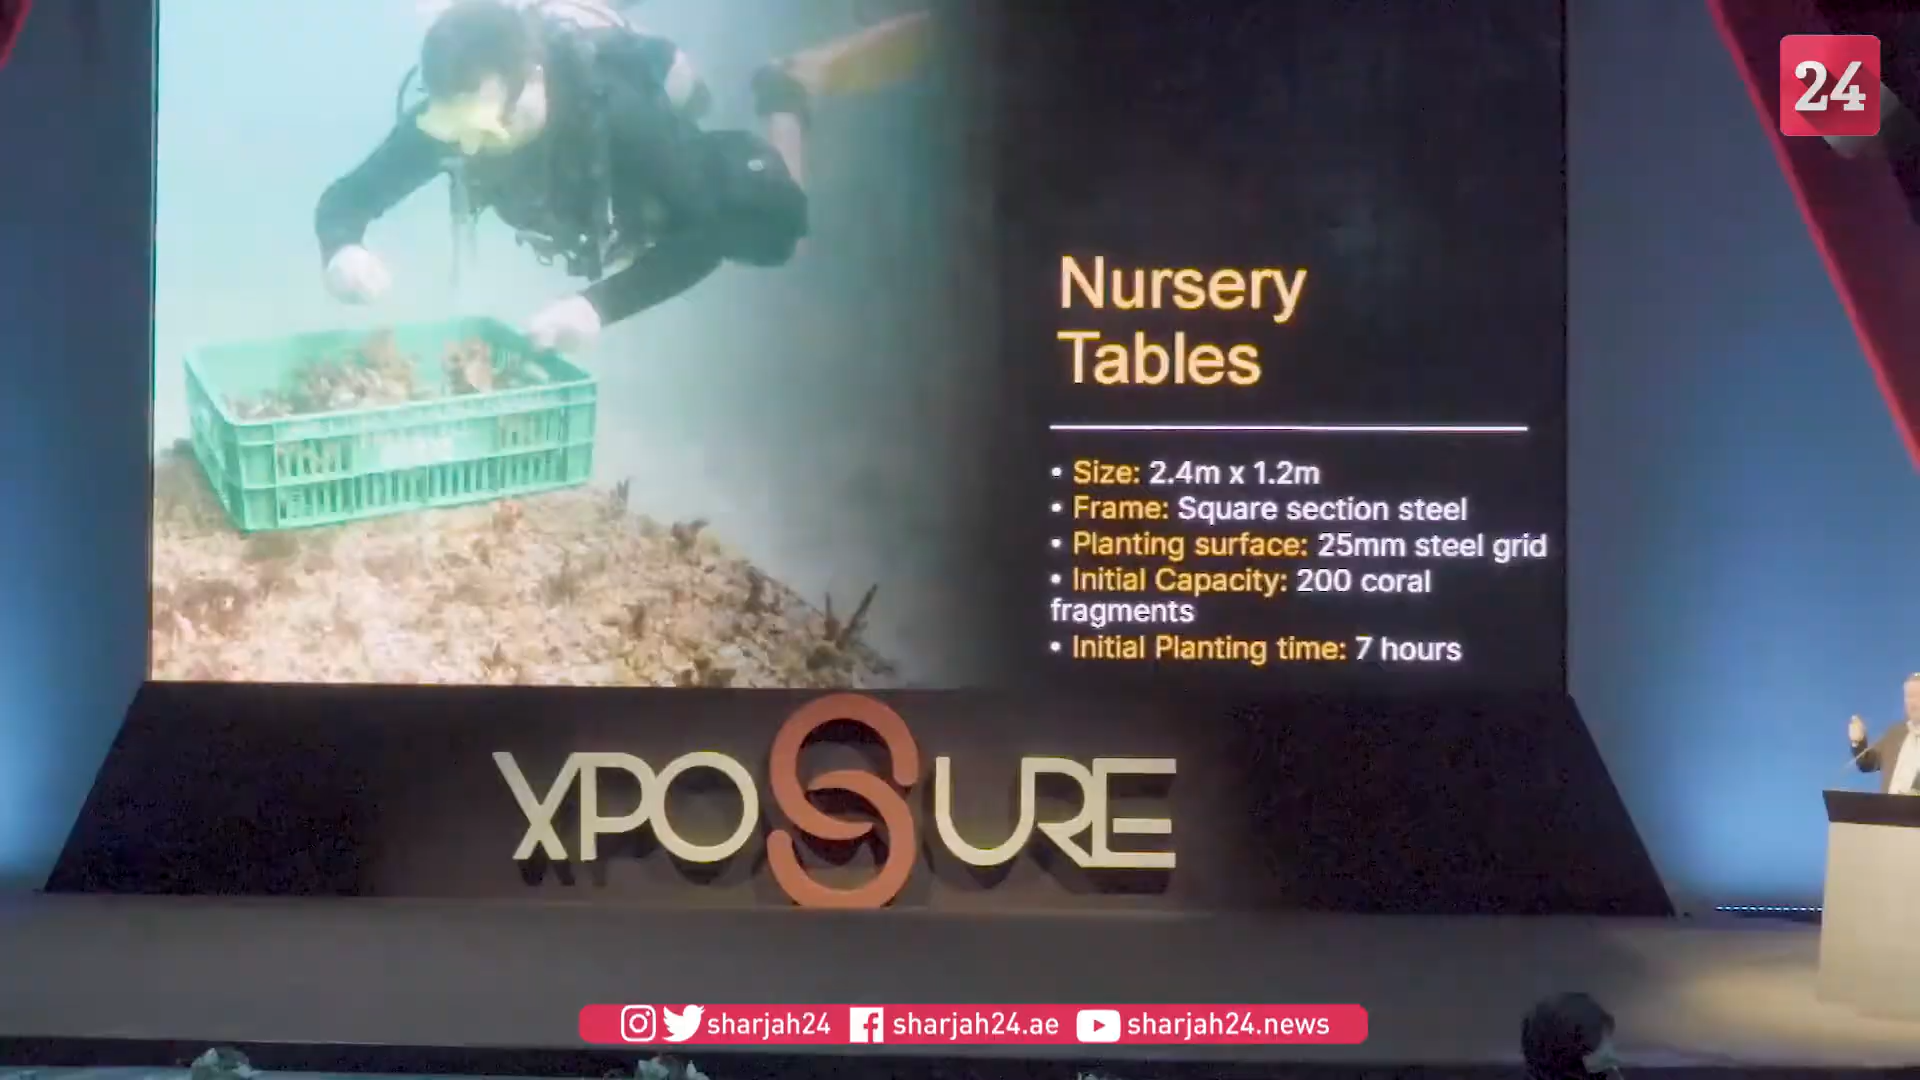 24
Nursery
Tables
• Size: 2.4m x 1.2m
• Frame: Square section steel
• Planting surface: 25mm steel grid
• Initial Capacity: 200 coral
fragments
• Initial Planting time: 7 hours
XPOSURE
sharjah24 sharjah24.ae sharjah24.news